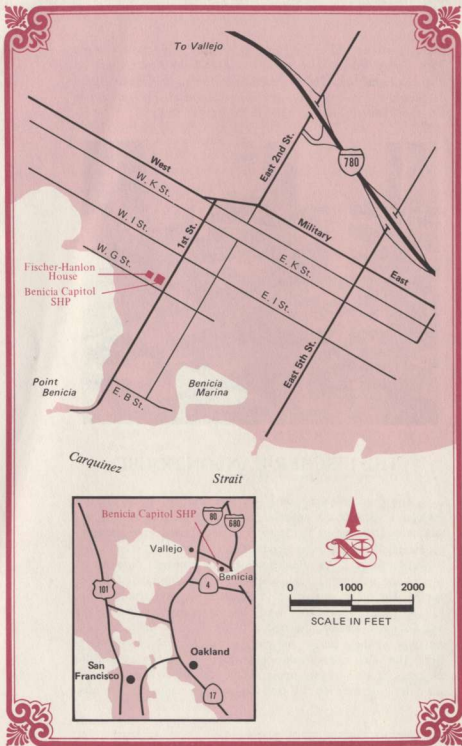 To Vallejo
East 2nd St.
780
West
W. K St.
1st St.
Military
W. I St.
E. K St.
East
W. G St.
Fischer-Hanlon
House
Benicia Capitol
SHP
E. I St.
East 5th St.
Point
Benicia
E. B St.
Benicia
Marina
Carquinez
Strait
Benicia Capitol SHP
80
680
Vallejo
Benicia
4
101
Oakland
San
Francisco
17
N
0 1000 2000
SCALE IN FEET